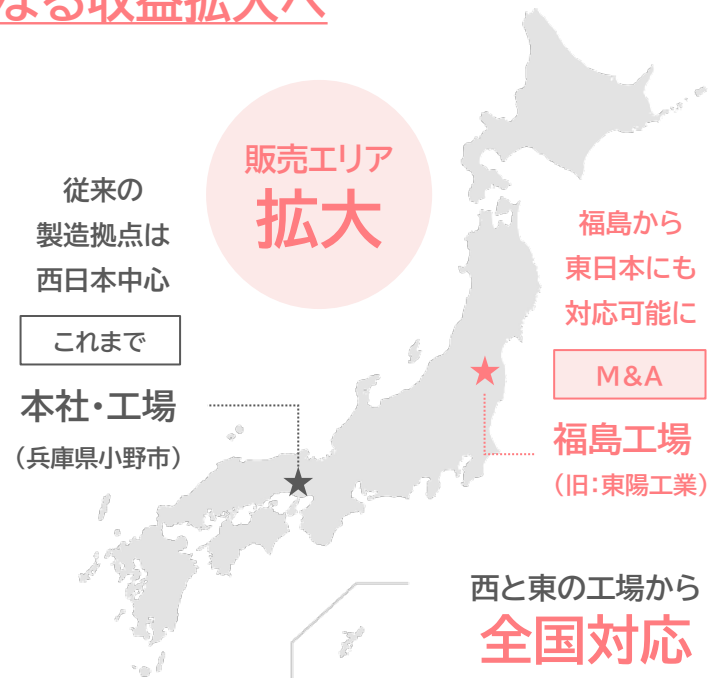 なる収益拡大へ
販売エリア
拡大
従来の
製造拠点は
西日本中心
これまで
本社・工場
（兵庫県小野市）
福島から
東日本にも
対応可能に
M&A
福島工場
（旧：東陽工業）
西と東の工場から
全国対応